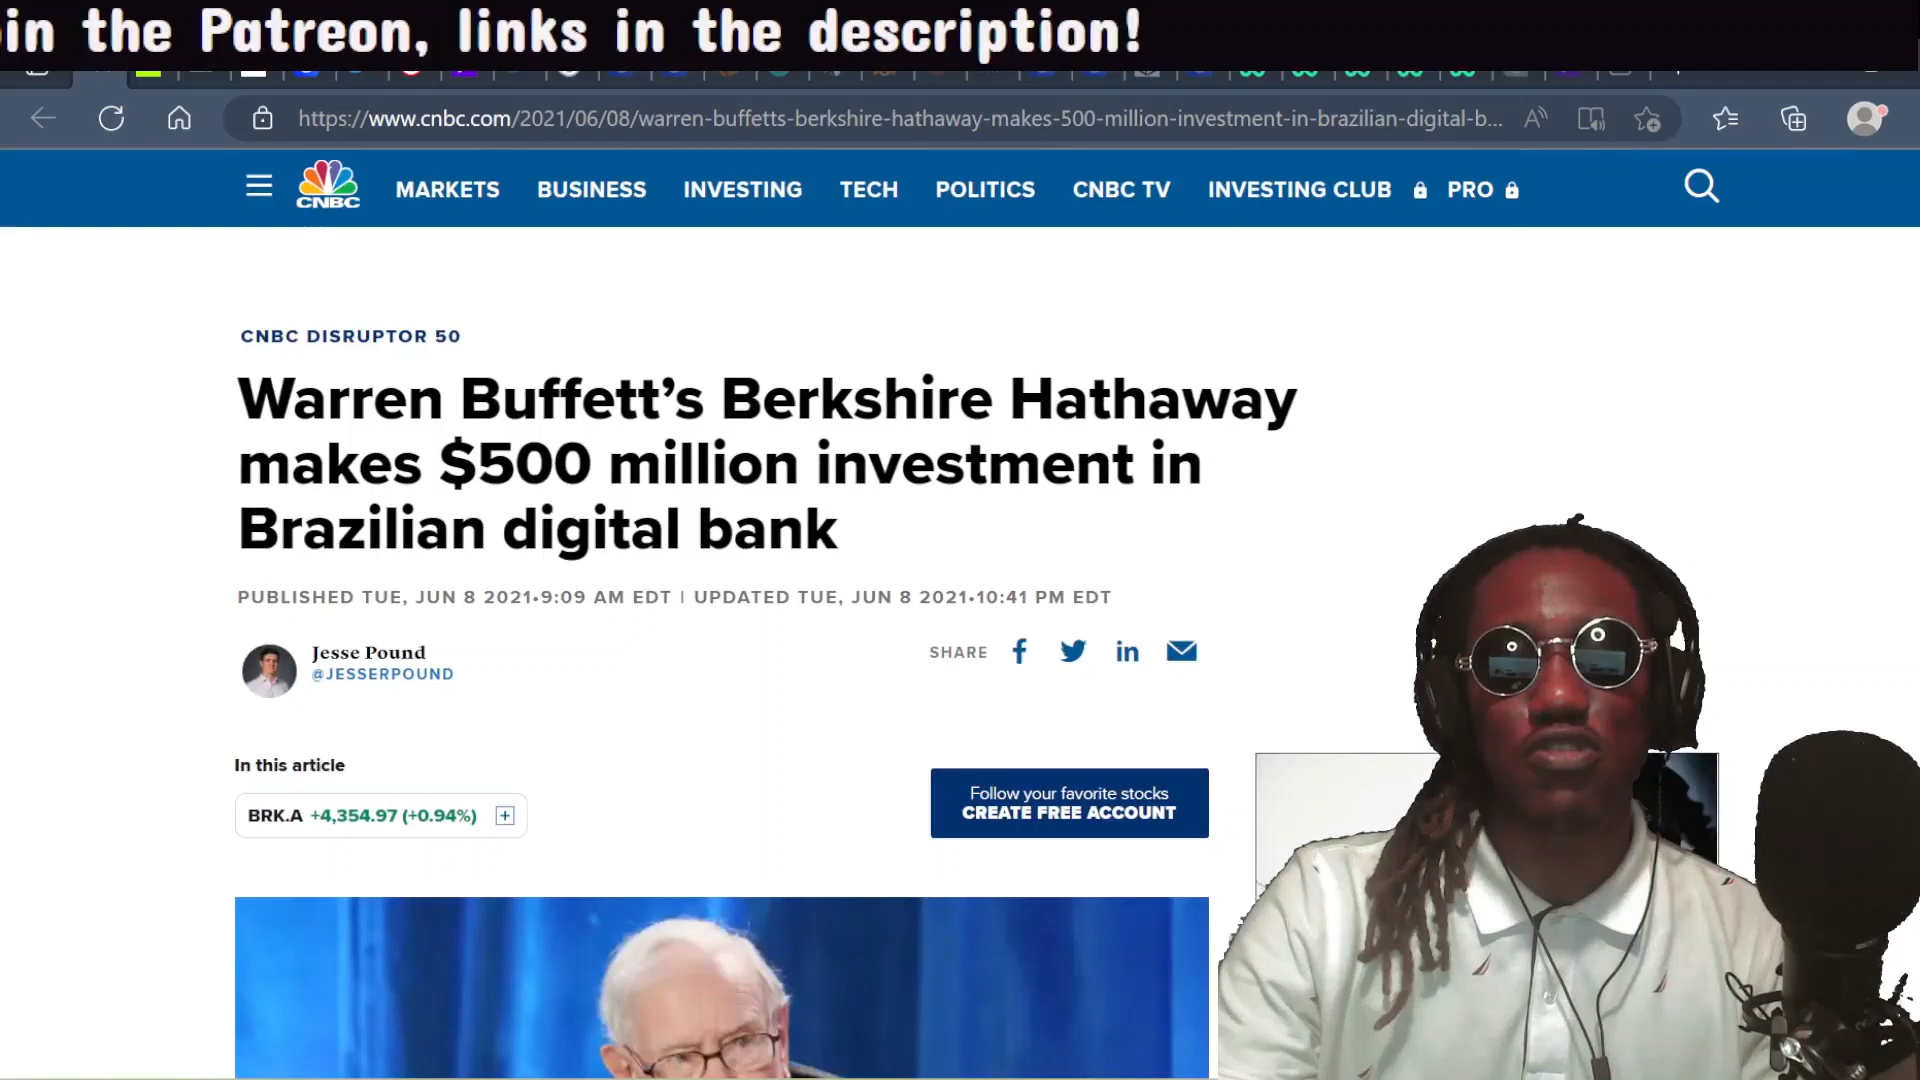 in the Patreon, links in the description!
https://www.cnbc.com/2021/06/08/warren-buffetts-berkshire-hathaway-makes-500-million-investment-in-brazilian-digital-b...
CNBC
MARKETS BUSINESS INVESTING TECH POLITICS CNBC TV INVESTING CLUB PRO
CNBC DISRUPTOR 50
Warren Buffett’s Berkshire Hathaway
makes $500 million investment in
Brazilian digital bank
PUBLISHED TUE, JUN 8 2021•9:09 AM EDT | UPDATED TUE, JUN 8 2021•10:41 PM EDT
Jesse Pound
@JESSERPOUND
SHARE
In this article
BRK.A +4,354.97 (+0.94%)
Follow your favorite stocks
CREATE FREE ACCOUNT